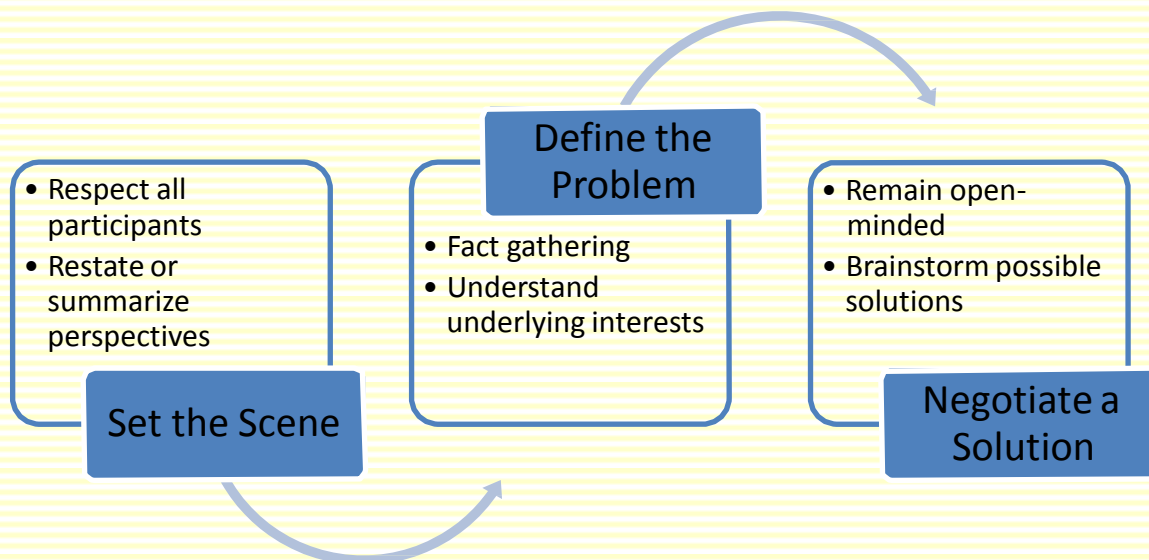 • Respect all
participants
• Restate or
summarize
perspectives
Set the Scene
Define the
Problem
• Fact gathering
• Understand
underlying interests
• Remain open-
minded
• Brainstorm possible
solutions
Negotiate a
Solution